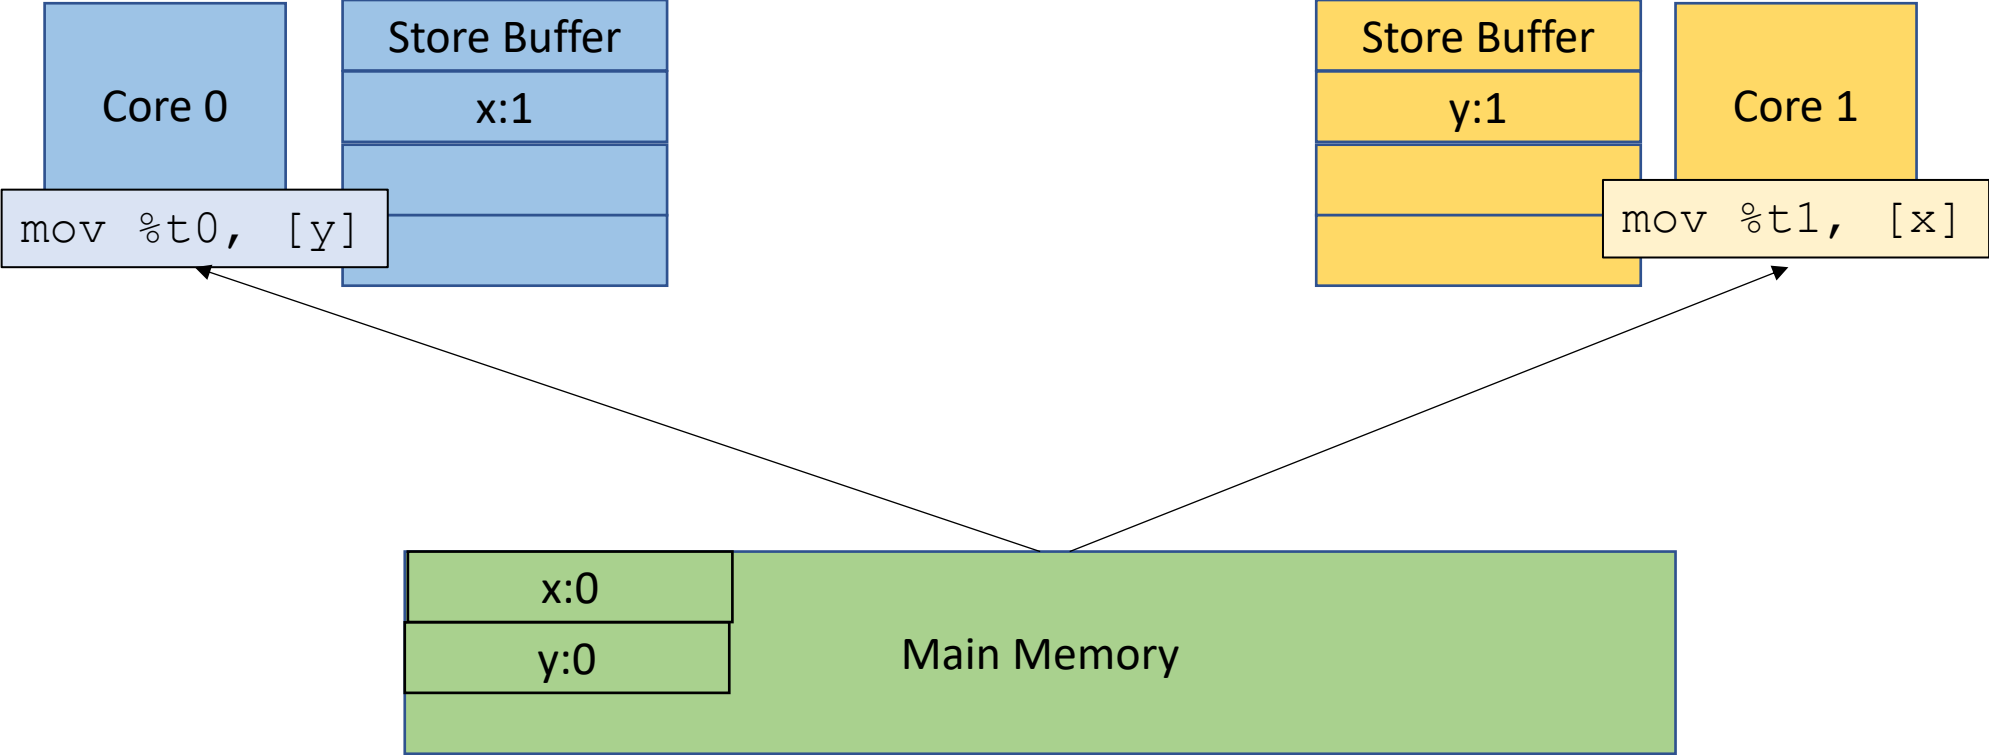 Core 0
Store Buffer
x:1
mov %t0, [y]
Store Buffer
y:1
Core 1
mov %t1, [x]
x:0
y:0
Main Memory